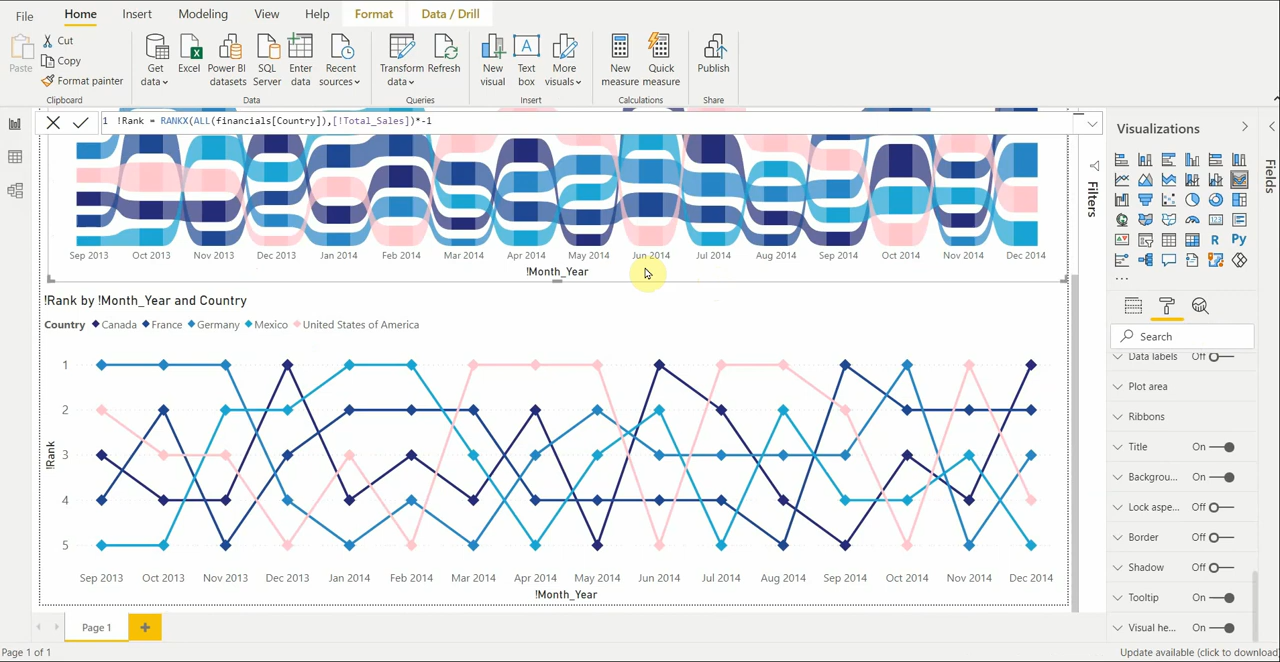 File Home Insert Modeling View Help Format Data / Drill
Paste
Cut
Copy
Format painter
Clipboard
Get data
Excel
Power BI datasets
SQL Server
Enter data
Recent sources
Data
Transform data
Refresh
Queries
New visual
Text box
More visuals
Insert
New measure
Quick measure
Calculations
Publish
Share
1 !Rank = RANKX(ALL(financials[Country]),[!Total_Sales])*-1
Sep 2013 Oct 2013 Nov 2013 Dec 2013 Jan 2014 Feb 2014 Mar 2014 Apr 2014 May 2014 Jun 2014 Jul 2014 Aug 2014 Sep 2014 Oct 2014 Nov 2014 Dec 2014
!Month_Year
!Rank by !Month_Year and Country
Country Canada France Germany Mexico United States of America
!Rank
1
2
3
4
5
Sep 2013 Oct 2013 Nov 2013 Dec 2013 Jan 2014 Feb 2014 Mar 2014 Apr 2014 May 2014 Jun 2014 Jul 2014 Aug 2014 Sep 2014 Oct 2014 Nov 2014 Dec 2014
!Month_Year
Filters
Visualizations
R Py
...
Search
Data labels Off
Plot area
Ribbons
Title On
Backgrou... On
Lock aspe... Off
Border Off
Shadow Off
Tooltip On
Visual he... On
Fields
Page 1
+
Page 1 of 1
Update available (click to download